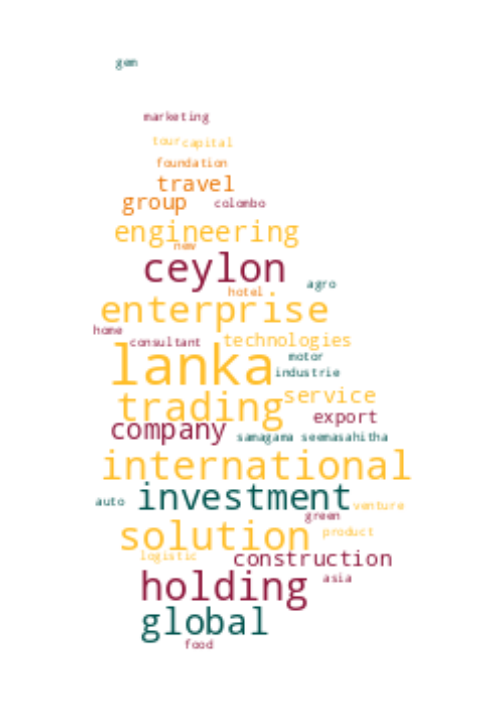 gem
marketing
tour capital
foundation
travel
group colombo
engineering
new
ceylon
agro
hotel
enterprise
home
consultant technologies
lanka motor
industrie
trading service
export
company samagama seemasahitha
international
auto investment venture
green
solution product
logistic construction
holding asia
global
food